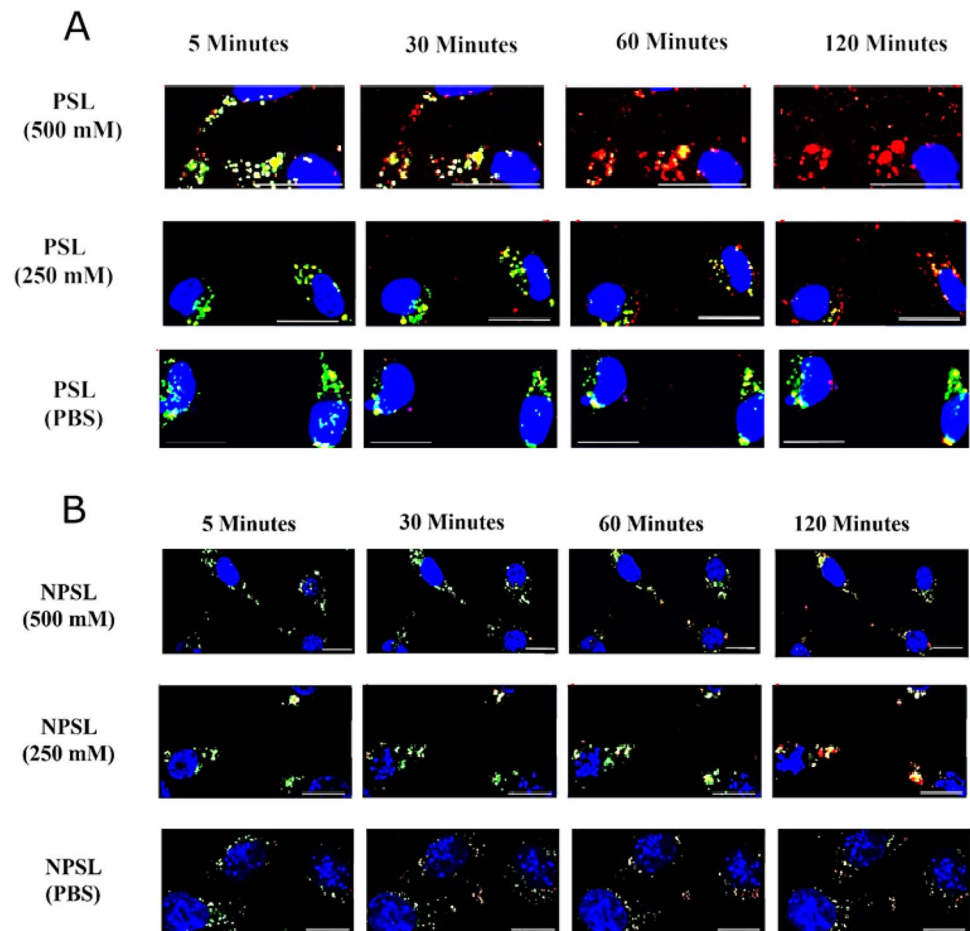 A
5 Minutes 30 Minutes 60 Minutes 120 Minutes
PSL
(500 mM)
PSL
(250 mM)
PSL
(PBS)
B
5 Minutes 30 Minutes 60 Minutes 120 Minutes
NPSL
(500 mM)
NPSL
(250 mM)
NPSL
(PBS)